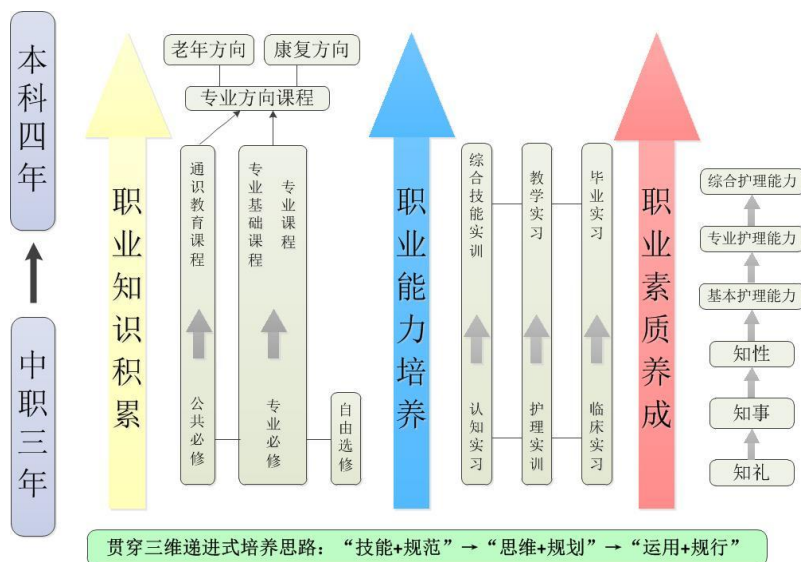 本科四年
中职三年
职业知识积累
老年方向
康复方向
专业方向课程
通识教育课程
专业基础课程
专业课程
公共必修
专业必修
自由选修
职业能力培养
综合技能实训
教学实习
毕业实习
认知实习
护理实训
临床实习
职业素质养成
综合护理能力
专业护理能力
基本护理能力
知性
知事
知礼
贯穿三维递进式培养思路：“技能+规范”→“思维+规划”→“运用+规行”